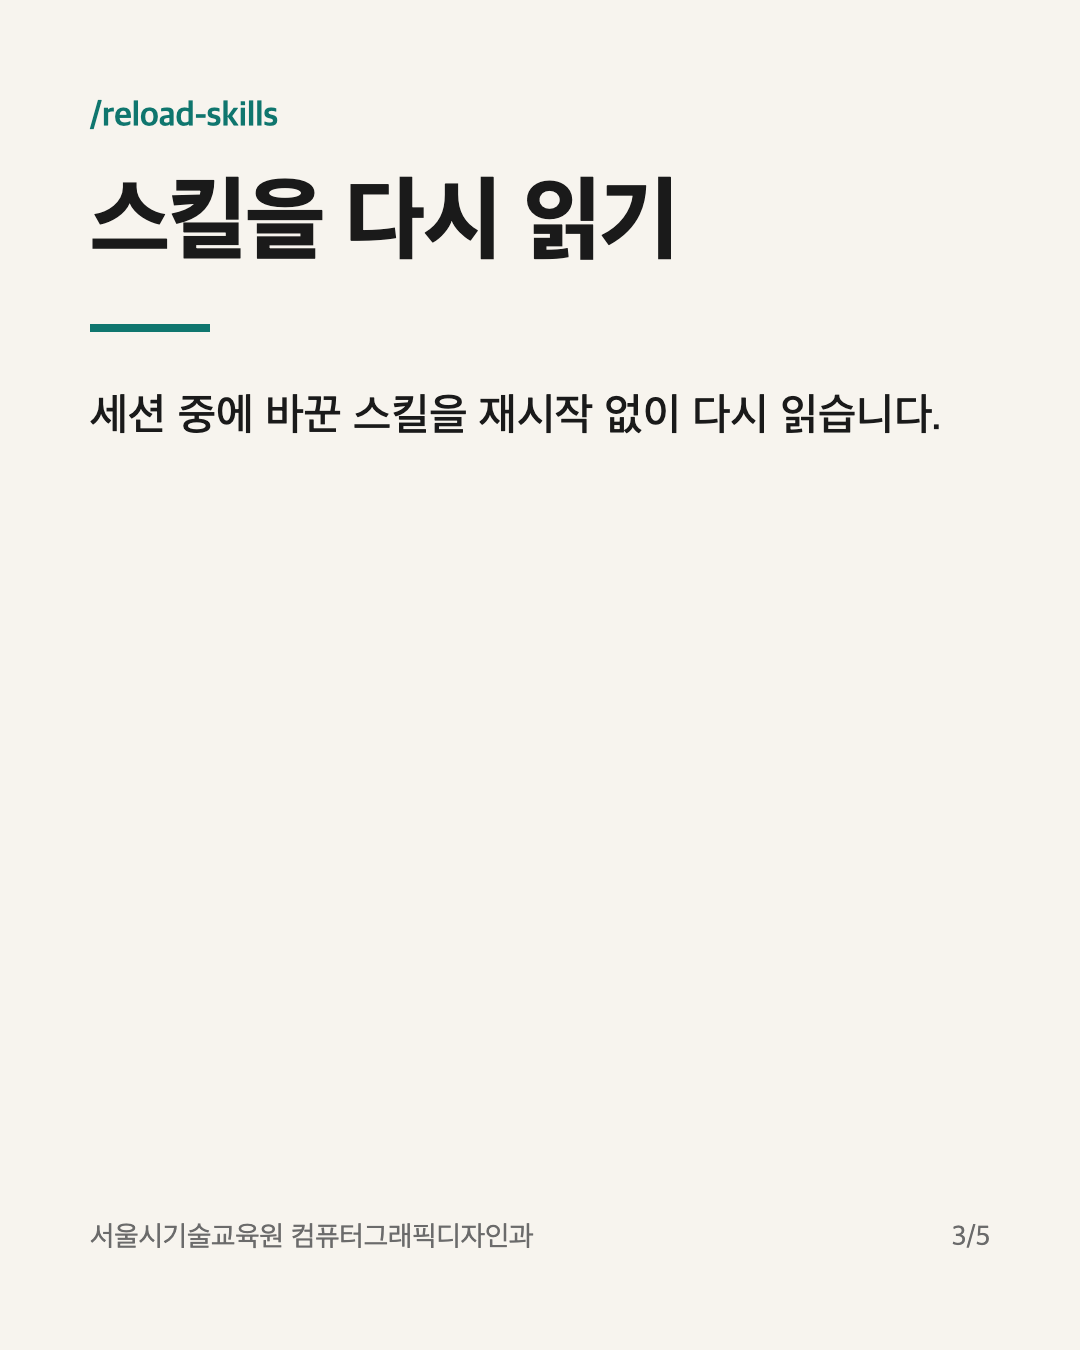 /reload-skills
스킬을 다시 읽기
세션 중에 바꾼 스킬을 재시작 없이 다시 읽습니다.
서울시기술교육원 컴퓨터그래픽디자인과
3/5